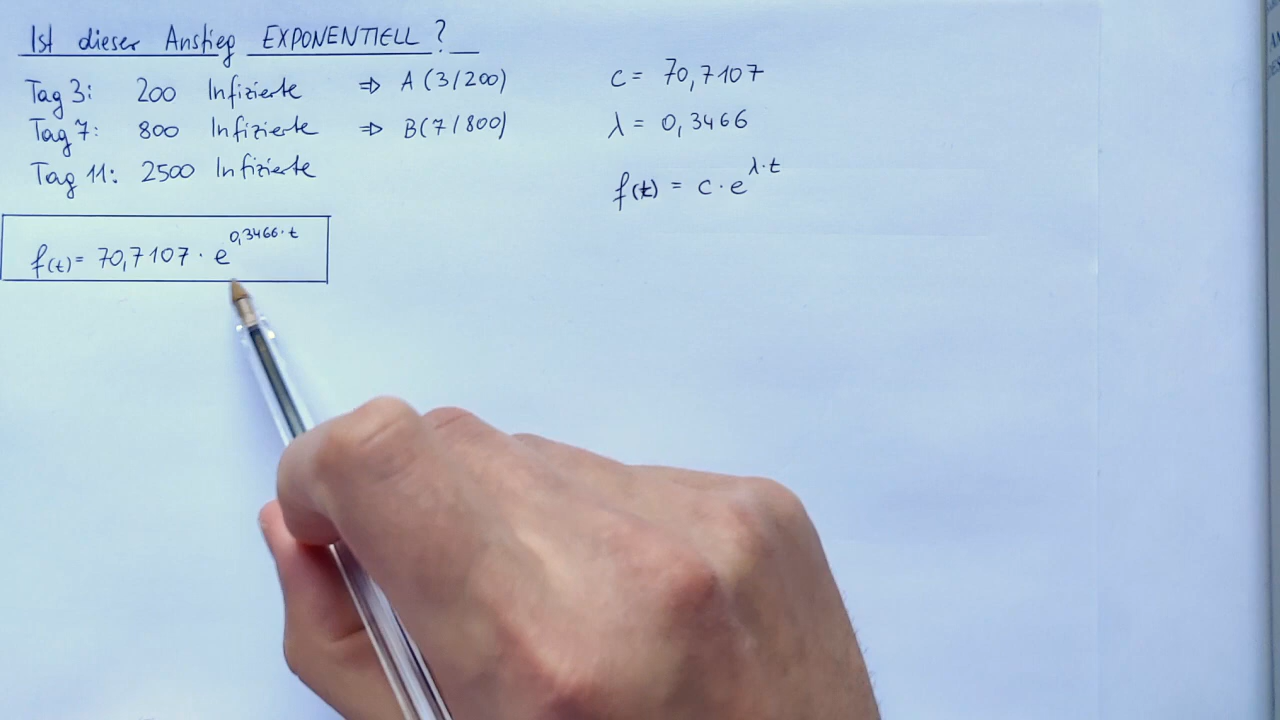 Ist dieser Anstieg EXPONENTIELL ?
Tag 3: 200 Infizierte ⇒ A (3/200)
Tag 7: 800 Infizierte ⇒ B(7/800)
Tag 11: 2500 Infizierte
f(t) = 70,7107 · e^0,3466·t
c = 70,7107
λ = 0,3466
f(t) = c · e^λ·t